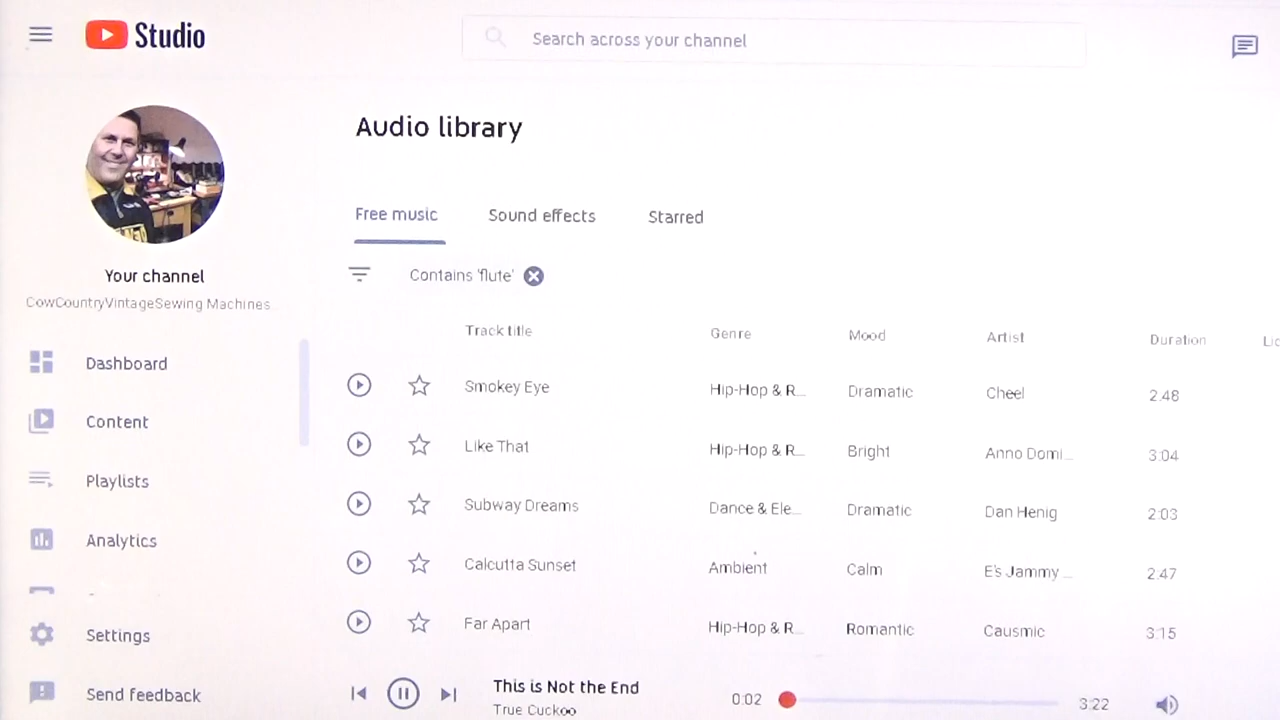 Studio
Search across your channel
Audio library
Free music Sound effects Starred
Your channel
CowCountryVintageSewing Machines
Contains 'flute'
Track title Genre Mood Artist Duration
Dashboard
Smokey Eye Hip-Hop & R... Dramatic Cheel 2:48
Content
Like That Hip-Hop & R... Bright Anno Domi... 3:04
Playlists
Subway Dreams Dance & Ele... Dramatic Dan Henig 2:03
Analytics
Calcutta Sunset Ambient Calm E's Jammy ... 2:47
Settings
Far Apart Hip-Hop & R... Romantic Causmic 3:15
Send feedback
This is Not the End
True Cuckoo
0:02 3:22